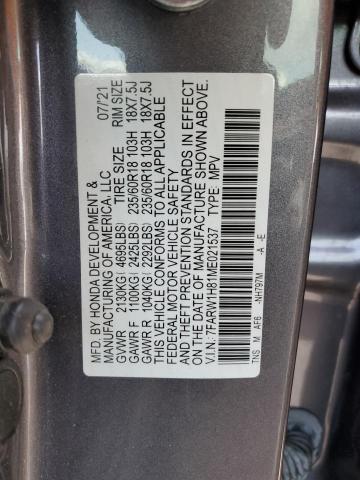 MFD. BY HONDA DEVELOPMENT & 07/'21
MANUFACTURING OF AMERICA, LLC
TIRE SIZE RIM SIZE
GVWR 2130KG( 4695LBS)
GAWR F 1100KG( 2425LBS) 235/60R18 103H 18X7.5J
GAWR R 1040KG( 2292LBS) 235/60R18 103H 18X7.5J
THIS VEHICLE CONFORMS TO ALL APPLICABLE
FEDERAL MOTOR VEHICLE SAFETY
AND THEFT PREVENTION STANDARDS IN EFFECT
ON THE DATE OF MANUFACTURE SHOWN ABOVE.
V.I.N.: 7FARW1H81ME021537 TYPE: MPV
TNS M AF6 -NH797M -A -E